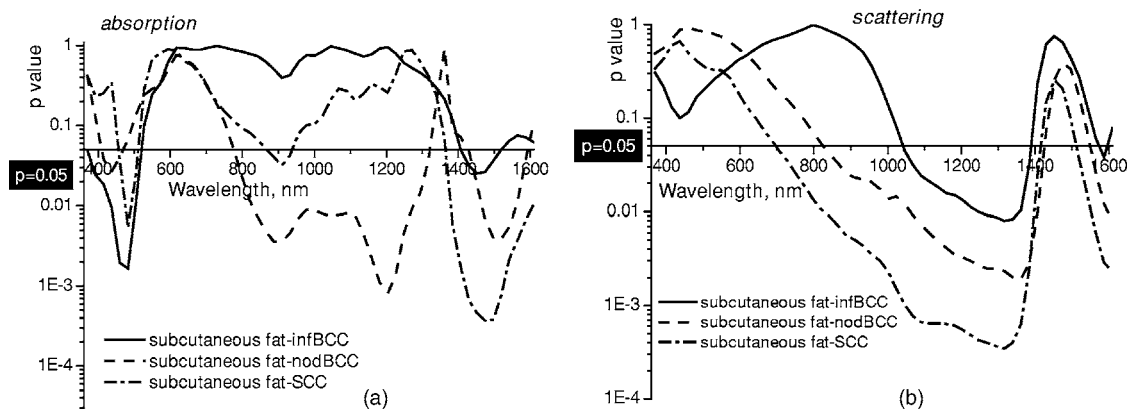 absorption
p value
1
0.1
p=0.05
0.01
1E-3
1E-4
400 600 800 1000 1200 1400 1600
Wavelength, nm
subcutaneous fat-infBCC
subcutaneous fat-nodBCC
subcutaneous fat-SCC
(a)
scattering
p value
1
0.1
p=0.05
0.01
1E-3
1E-4
400 600 800 1000 1200 1400 1600
Wavelength, nm
subcutaneous fat-infBCC
subcutaneous fat-nodBCC
subcutaneous fat-SCC
(b)